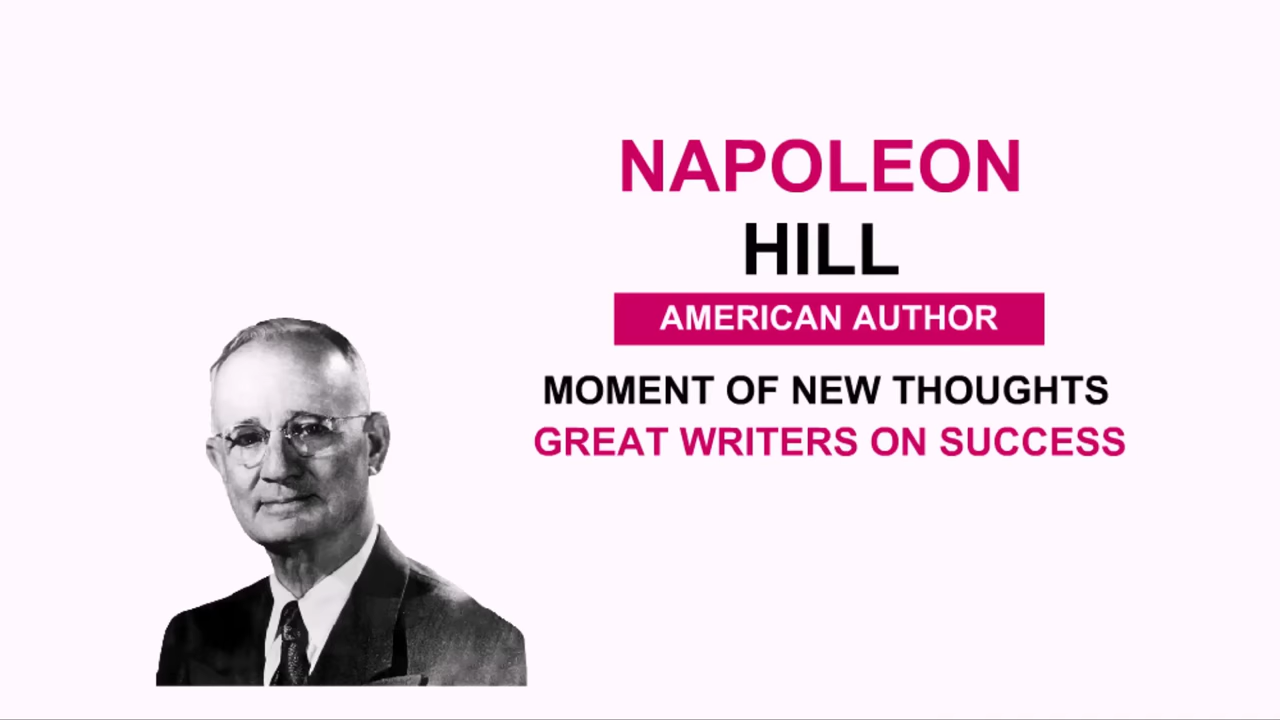 NAPOLEON
HILL
AMERICAN AUTHOR
MOMENT OF NEW THOUGHTS
GREAT WRITERS ON SUCCESS